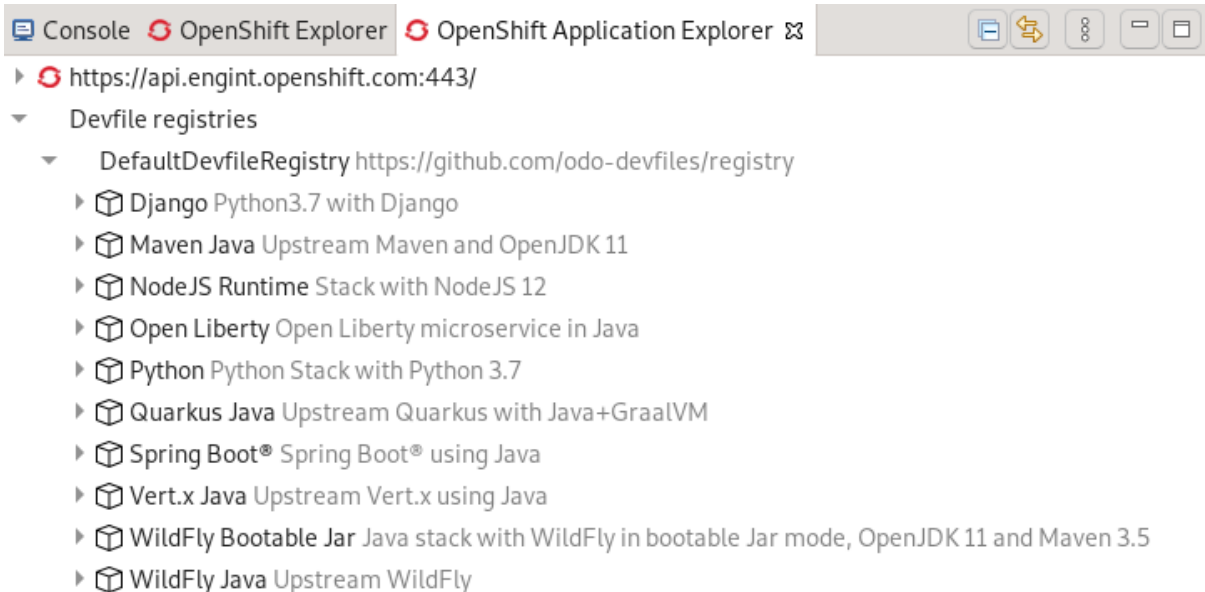 Console OpenShift Explorer OpenShift Application Explorer
https://api.engint.openshift.com:443/
Devfile registries
DefaultDevfileRegistry https://github.com/odo-devfiles/registry
Django Python3.7 with Django
Maven Java Upstream Maven and OpenJDK 11
NodeJS Runtime Stack with NodeJS 12
Open Liberty Open Liberty microservice in Java
Python Python Stack with Python 3.7
Quarkus Java Upstream Quarkus with Java+GraalVM
Spring Boot® Spring Boot® using Java
Vert.x Java Upstream Vert.x using Java
WildFly Bootable Jar Java stack with WildFly in bootable Jar mode, OpenJDK 11 and Maven 3.5
WildFly Java Upstream WildFly